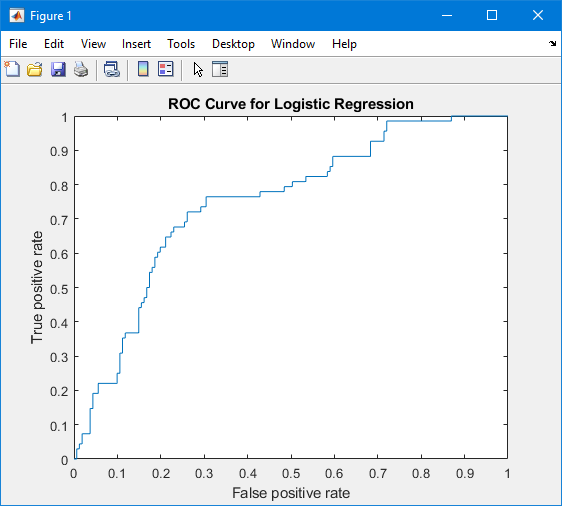 Figure 1
File Edit View Insert Tools Desktop Window Help
ROC Curve for Logistic Regression
1
0.9
0.8
0.7
0.6
0.5
0.4
0.3
0.2
0.1
0
True positive rate
0 0.1 0.2 0.3 0.4 0.5 0.6 0.7 0.8 0.9 1
False positive rate